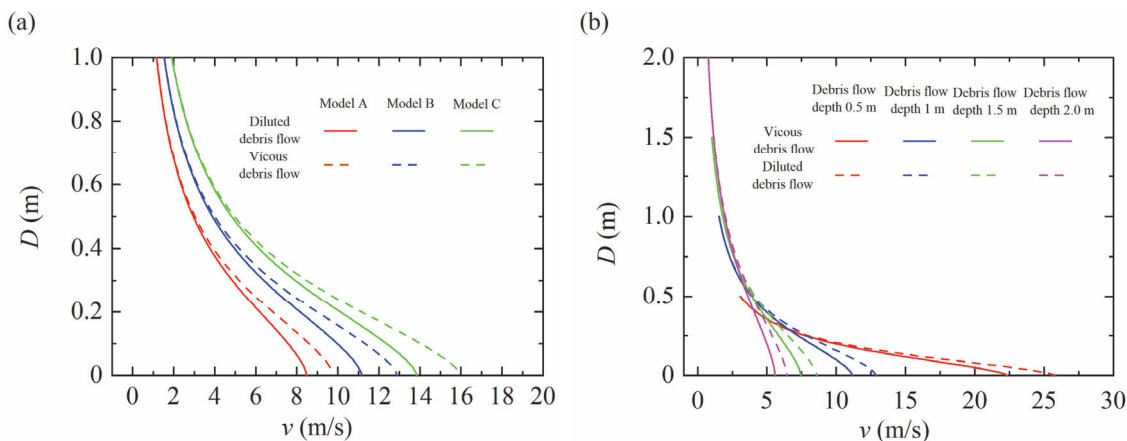 (a)
1.0
0.8
0.6
0.4
0.2
0
D (m)
Model A Model B Model C
Diluted
debris flow
Vicous
debris flow
0 2 4 6 8 10 12 14 16 18 20
v (m/s)
(b)
2.0
1.5
1.0
0.5
0
D (m)
Debris flow Debris flow Debris flow Debris flow
depth 0.5 m depth 1 m depth 1.5 m depth 2.0 m
Vicous
debris flow
Diluted
debris flow
0 5 10 15 20 25 30
v (m/s)